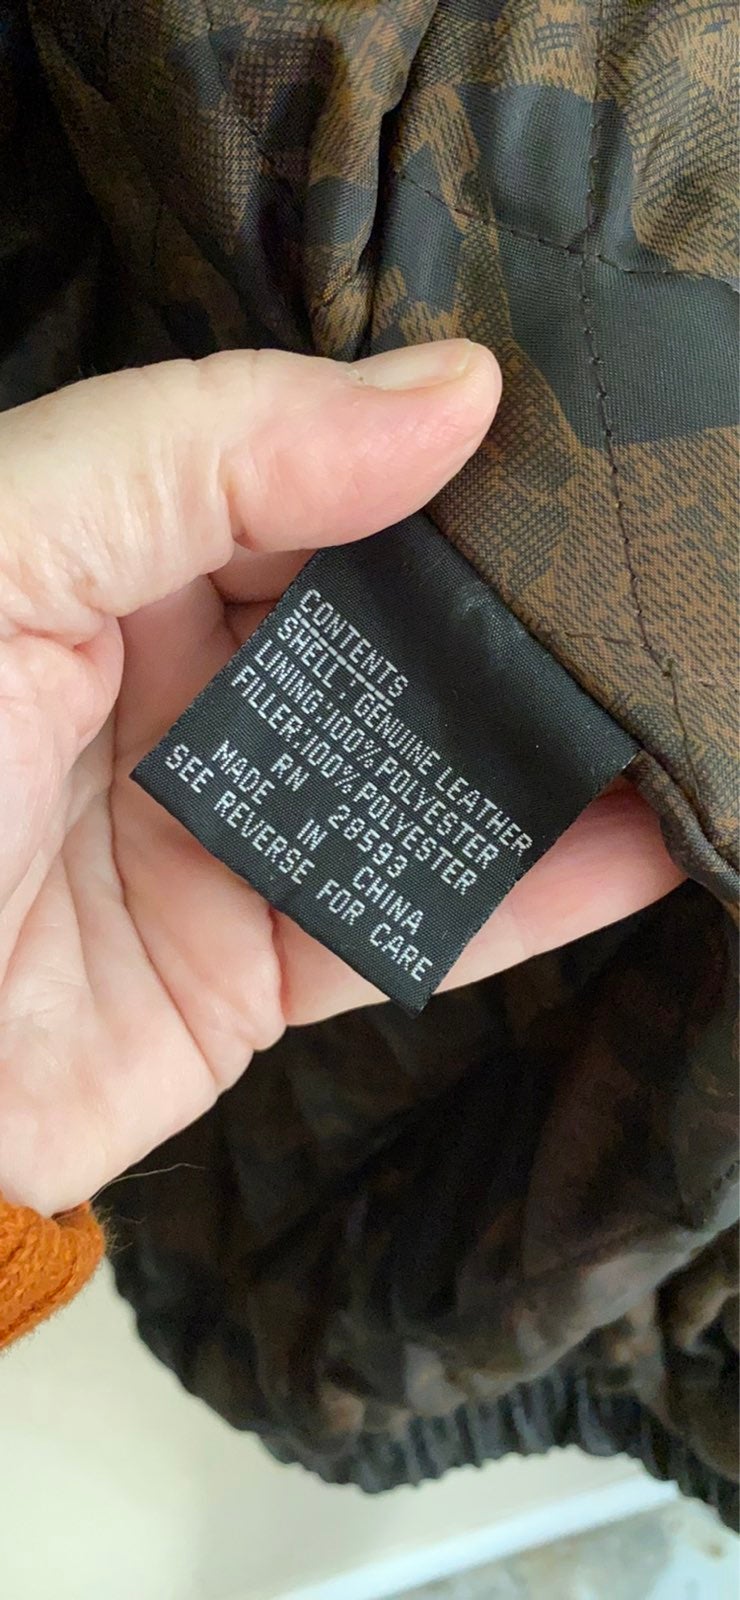 CONTENTS
SHELL: GENUINE LEATHER
LINING:100%POLYESTER
FILLER:100%POLYESTER
RN 28593
MADE IN CHINA
SEE REVERSE FOR CARE